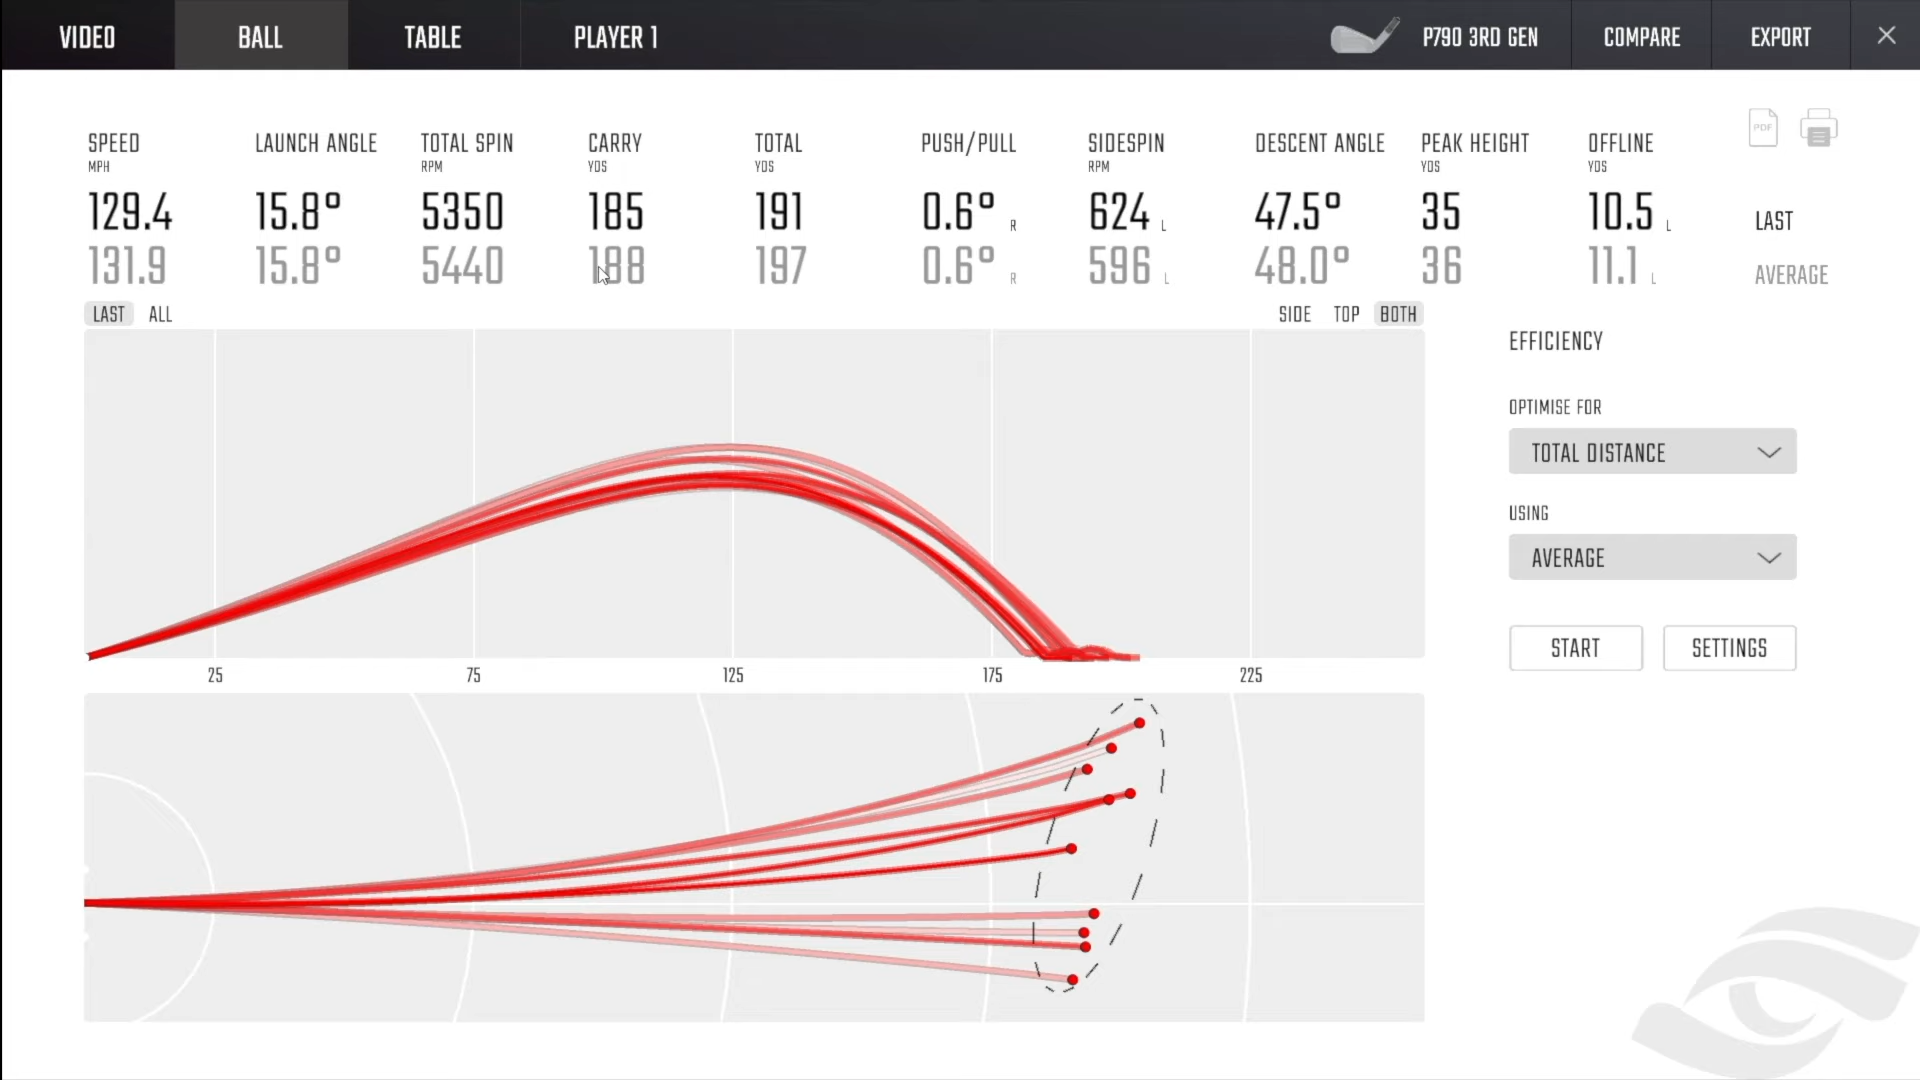 VIDEO BALL TABLE PLAYER 1 P790 3RD GEN COMPARE EXPORT
SPEED LAUNCH ANGLE TOTAL SPIN CARRY TOTAL PUSH/PULL SIDESPIN DESCENT ANGLE PEAK HEIGHT OFFLINE PDF
MPH RPM YDS YDS RPM YDS YDS
129.4 15.8° 5350 185 191 0.6° R 624 L 47.5° 35 10.5 L LAST
131.9 15.8° 5440 188 197 0.6° R 596 L 48.0° 36 11.1 L AVERAGE
LAST ALL SIDE TOP BOTH
EFFICIENCY
OPTIMISE FOR
TOTAL DISTANCE
USING
AVERAGE
START SETTINGS
25 75 125 175 225